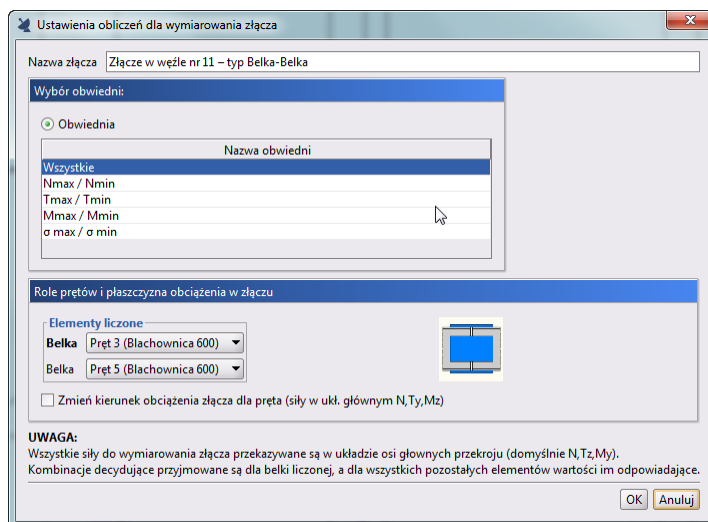 Ustawienia obliczeń dla wymiarowania złącza
Nazwa złącza Złącze w węźle nr 11 – typ Belka-Belka
Wybór obwiedni:
Obwiednia
Nazwa obwiedni
Wszystkie
Nmax / Nmin
Tmax / Tmin
Mmax / Mmin
σ max / σ min
Role prętów i płaszczyzna obciążenia w złączu
Elementy liczone
Belka Pręt 3 (Blachownica 600)
Belka Pręt 5 (Blachownica 600)
Zmień kierunek obciążenia złącza dla pręta (siły w ukł. głównym N,Ty,Mz)
UWAGA:
Wszystkie siły do wymiarowania złącza przekazywane są w układzie osi głownych przekroju (domyślnie N,Tz,My).
Kombinacje decydujące przyjmowane są dla belki liczonej, a dla wszystkich pozostałych elementów wartości im odpowiadające.
OK Anuluj